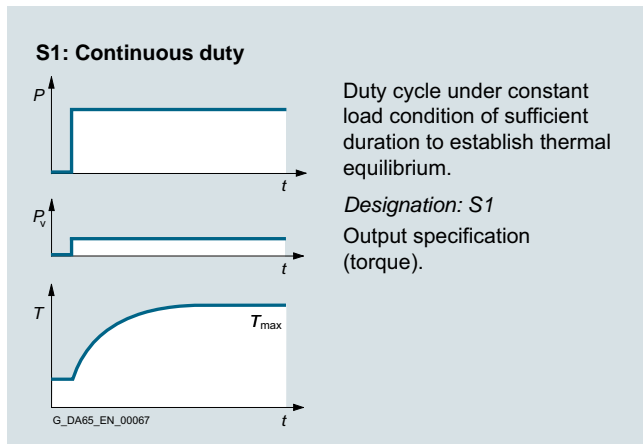 S1: Continuous duty
P
t
Pv
t
T
Tmax
t
G_DA65_EN_00067
Duty cycle under constant
load condition of sufficient
duration to establish thermal
equilibrium.
Designation: S1
Output specification
(torque).